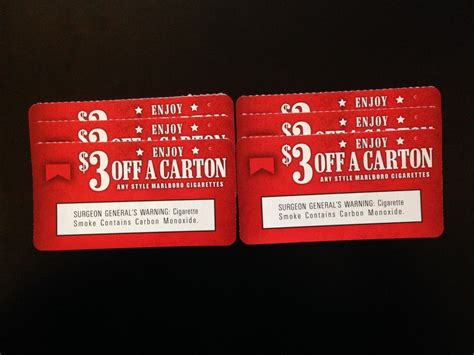 ★ ENJOY ★
★ ENJOY ★
★ ENJOY ★
$3 OFF A CARTON
ANY STYLE MARLBORO CIGARETTES
SURGEON GENERAL'S WARNING: Cigarette
Smoke Contains Carbon Monoxide.
★ ENJOY ★
★ ENJOY ★
★ ENJOY ★
$3 OFF A CARTON
ANY STYLE MARLBORO CIGARETTES
SURGEON GENERAL'S WARNING: Cigarette
Smoke Contains Carbon Monoxide.